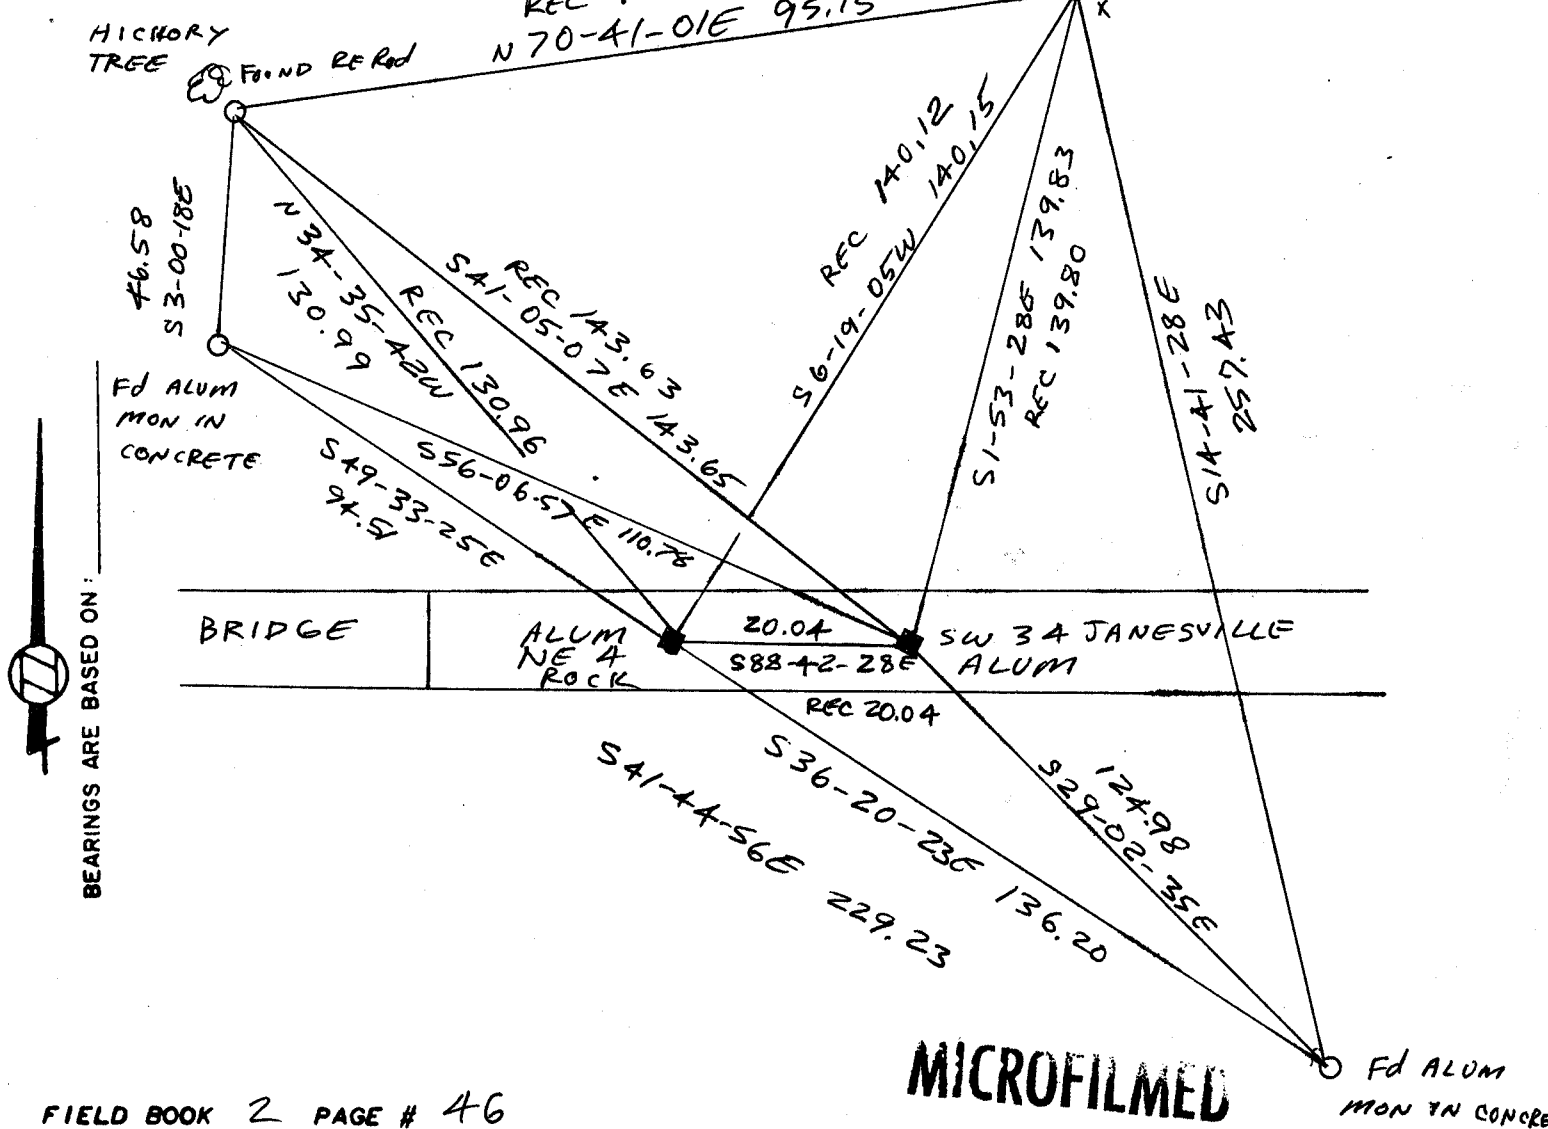 REC
N 70-41-01E 95.15
X
HICKORY
TREE
FOUND RE Rod
46.58
S 3-00-18E
N 34-35-42W
130.99
REC 130.96
REC 143.63
S41-05-07E 143.65
REC 140.12
S6-19-05W 140.15
S1-53-28E 139.83
REC 139.80
S14-41-28E
257.43
Fd ALUM
MON IN
CONCRETE
S49-33-25E
94.51
S56-06-57E 110.76
BEARINGS ARE BASED ON:
BRIDGE
ALUM
NE 4
ROCK
20.04
S88-42-28E
REC 20.04
SW 34 JANESVILLE
ALUM
S36-20-23E 136.20
S41-44-56E 229.23
124.98
S29-02-35E
MICROFILMED
Fd ALUM
MON IN CONCRE
FIELD BOOK 2 PAGE # 46